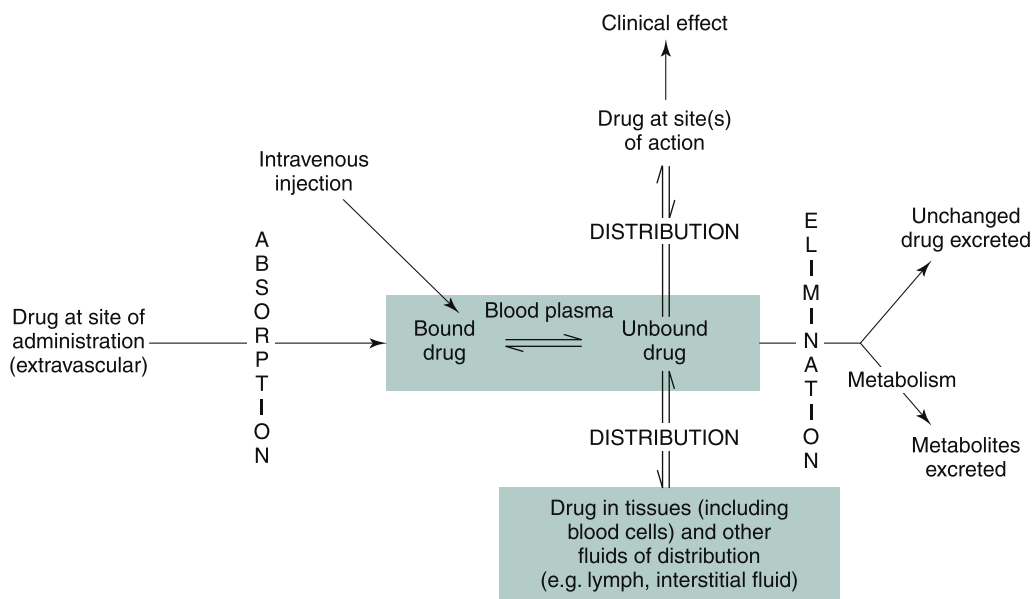 Clinical effect
Drug at site(s)
of action
Intravenous
injection
DISTRIBUTION
ABSORPTION
ELIMINATION
Unchanged
drug excreted
Drug at site of
administration
(extravascular)
Blood plasma
Bound
drug
Unbound
drug
Metabolism
Metabolites
excreted
DISTRIBUTION
Drug in tissues (including
blood cells) and other
fluids of distribution
(e.g. lymph, interstitial fluid)